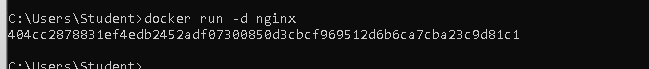 C:\Users\Student>docker run -d nginx
404cc2878831ef4edb2452adf07300850d3cbcf969512d6b6ca7cba23c9d81c1
C:\Users\Student>